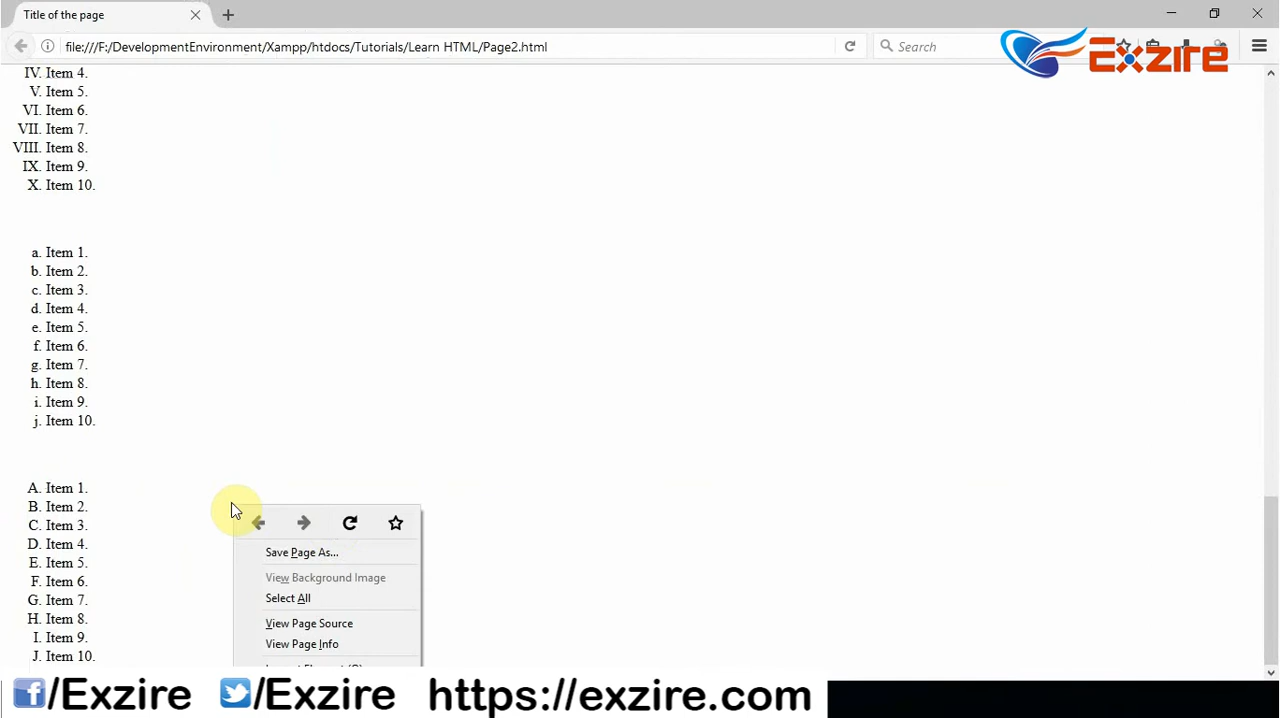 Title of the page
file:///F:/DevelopmentEnvironment/Xampp/htdocs/Tutorials/Learn HTML/Page2.html
Search
Exzire
IV. Item 4.
V. Item 5.
VI. Item 6.
VII. Item 7.
VIII. Item 8.
IX. Item 9.
X. Item 10.
a. Item 1.
b. Item 2.
c. Item 3.
d. Item 4.
e. Item 5.
f. Item 6.
g. Item 7.
h. Item 8.
i. Item 9.
j. Item 10.
A. Item 1.
B. Item 2.
C. Item 3.
D. Item 4.
E. Item 5.
F. Item 6.
G. Item 7.
H. Item 8.
I. Item 9.
J. Item 10.
Save Page As...
View Background Image
Select All
View Page Source
View Page Info
/Exzire /Exzire https://exzire.com